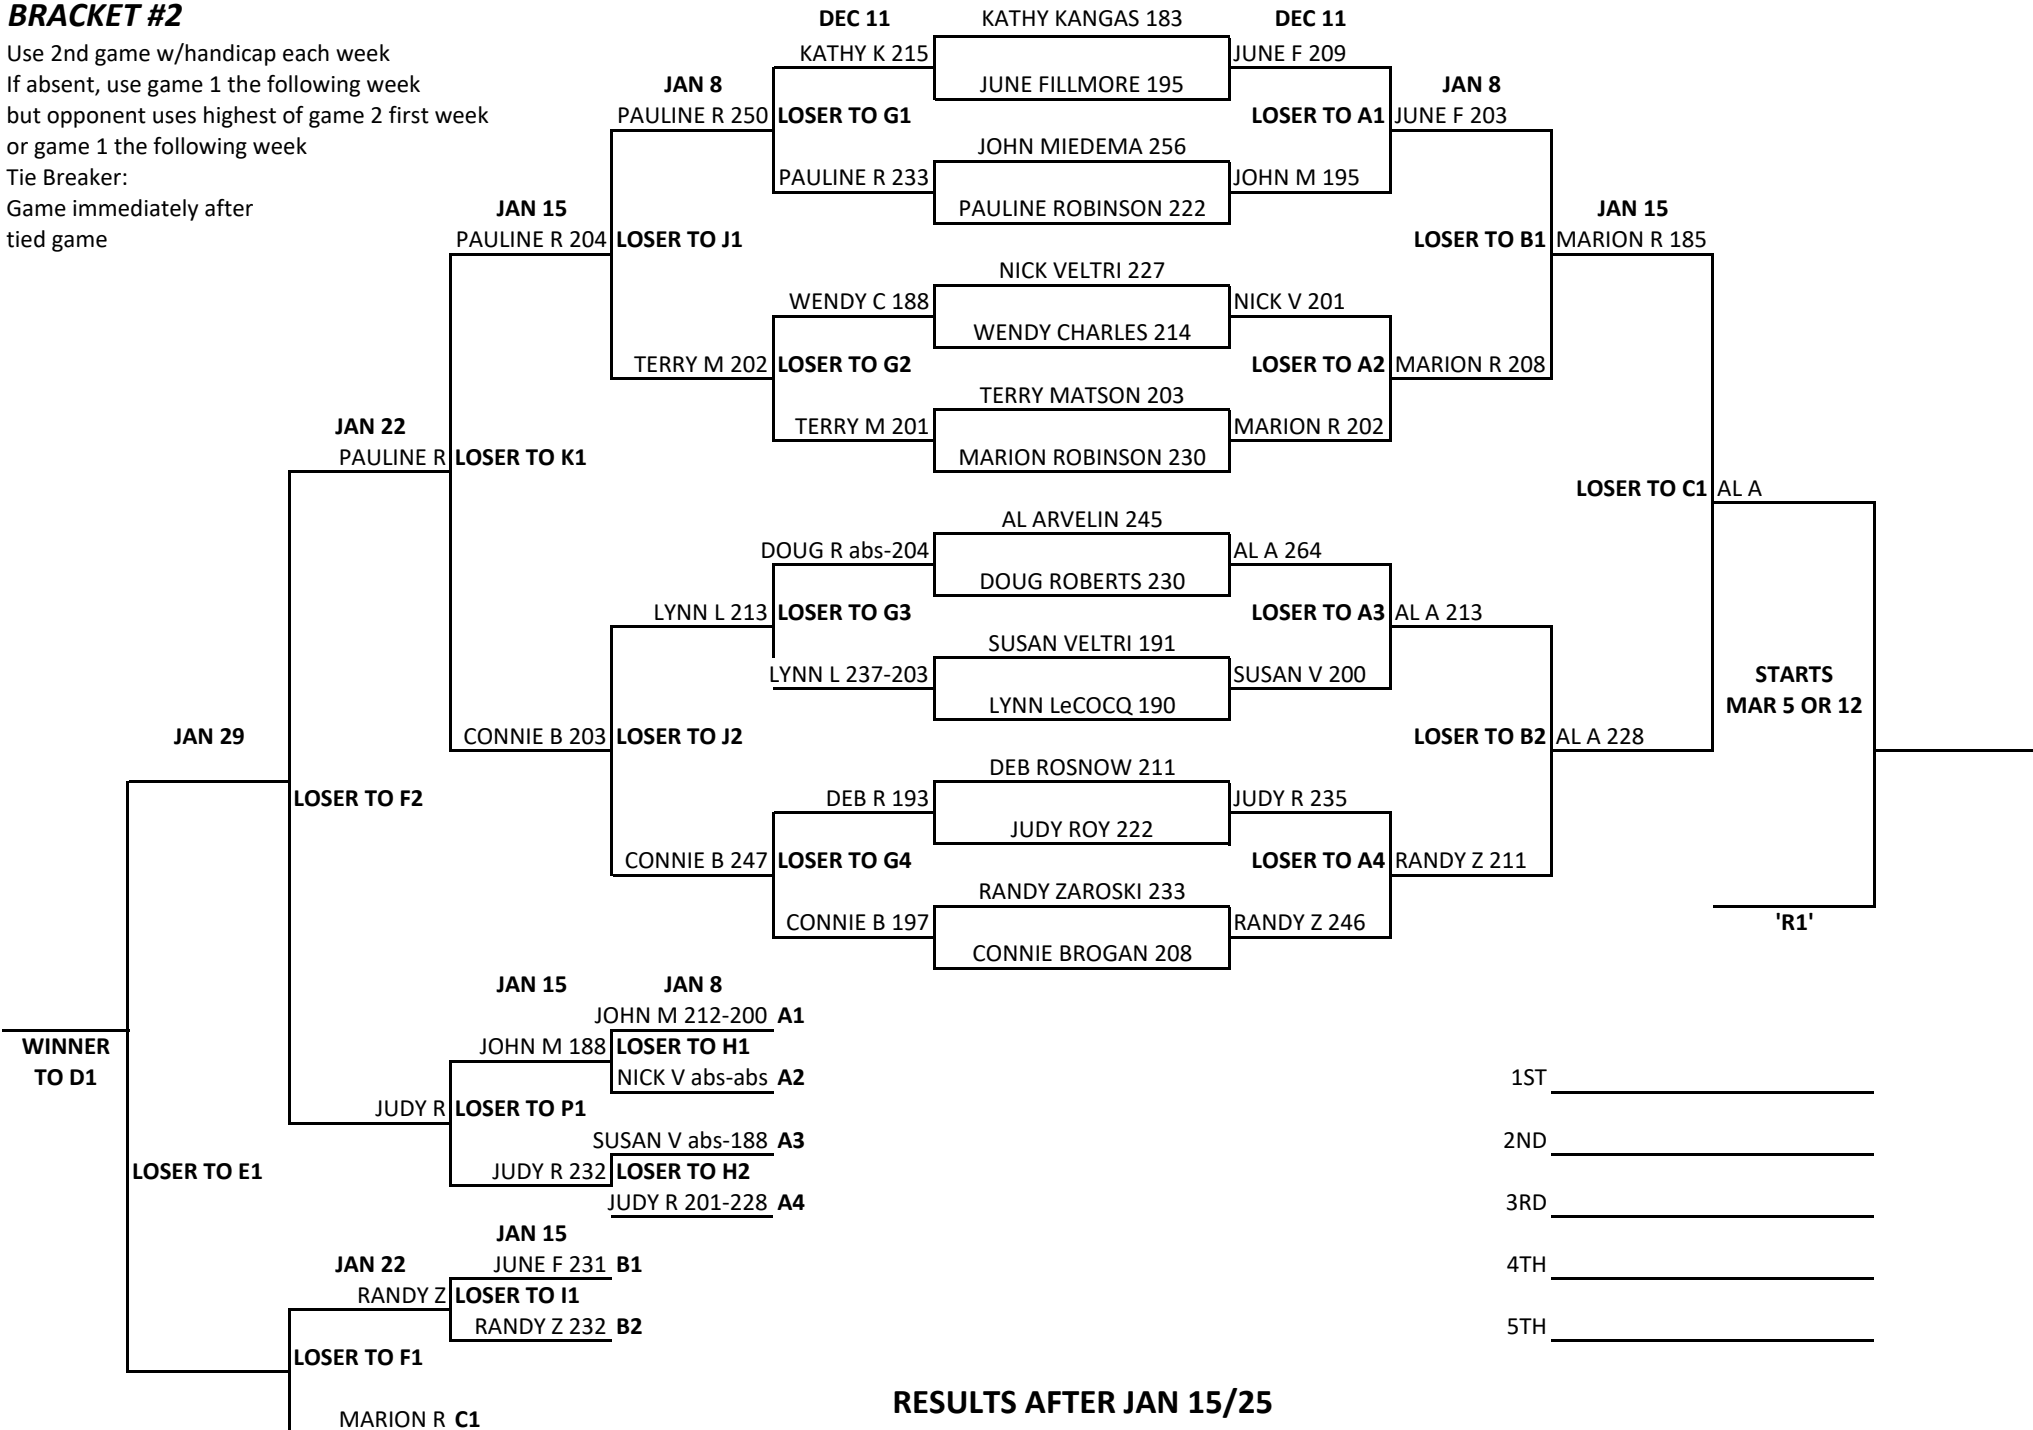 BRACKET #2
DEC 11 KATHY KANGAS 183 DEC 11
Use 2nd game w/handicap each week KATHY K 215 JUNE F 209
If absent, use game 1 the following week JAN 8 JUNE FILLMORE 195 JAN 8
but opponent uses highest of game 2 first week PAULINE R 250 LOSER TO G1 LOSER TO A1 JUNE F 203
or game 1 the following week JOHN MIEDEMA 256
Tie Breaker: PAULINE R 233 JOHN M 195
Game immediately after JAN 15 PAULINE ROBINSON 222 JAN 15
tied game PAULINE R 204 LOSER TO J1 LOSER TO B1 MARION R 185
NICK VELTRI 227
WENDY C 188 NICK V 201
WENDY CHARLES 214
TERRY M 202 LOSER TO G2 LOSER TO A2 MARION R 208
TERRY MATSON 203
JAN 22 TERRY M 201 MARION R 202
PAULINE R LOSER TO K1 MARION ROBINSON 230
LOSER TO C1 AL A
AL ARVELIN 245
DOUG R abs-204 AL A 264
DOUG ROBERTS 230
LYNN L 213 LOSER TO G3 LOSER TO A3 AL A 213
SUSAN VELTRI 191
LYNN L 237-203 SUSAN V 200 STARTS
LYNN LeCOCQ 190 MAR 5 OR 12
JAN 29 CONNIE B 203 LOSER TO J2 LOSER TO B2 AL A 228
DEB ROSNOW 211
LOSER TO F2 DEB R 193 JUDY R 235
JUDY ROY 222
CONNIE B 247 LOSER TO G4 LOSER TO A4 RANDY Z 211
RANDY ZAROSKI 233
CONNIE B 197 RANDY Z 246 'R1'
CONNIE BROGAN 208
JAN 15 JAN 8
JOHN M 212-200 A1
WINNER JOHN M 188 LOSER TO H1
TO D1 NICK V abs-abs A2 1ST
JUDY R LOSER TO P1
SUSAN V abs-188 A3 2ND
LOSER TO E1 JUDY R 232 LOSER TO H2
JUDY R 201-228 A4 3RD
JAN 15
JAN 22 JUNE F 231 B1 4TH
RANDY Z LOSER TO I1
RANDY Z 232 B2 5TH
LOSER TO F1
RESULTS AFTER JAN 15/25
MARION R C1